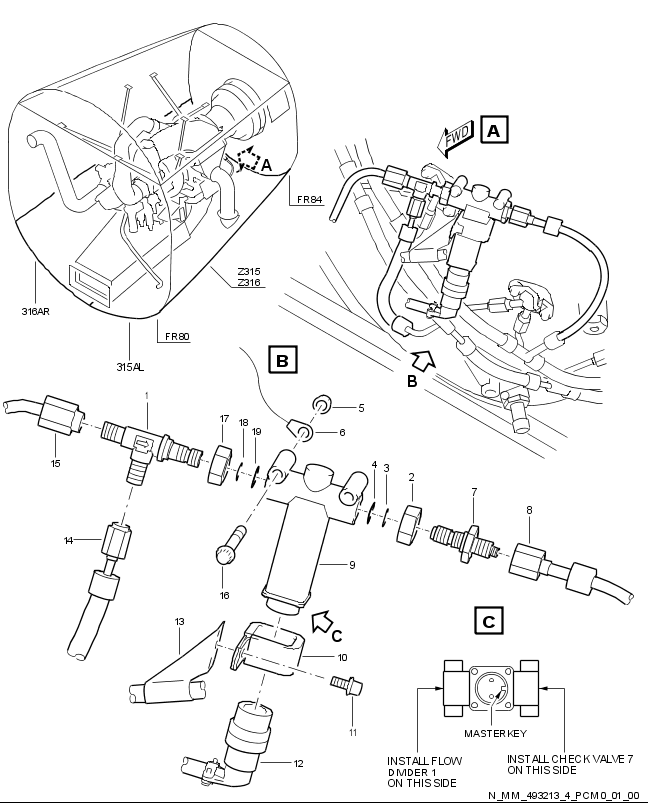 FWD
A
A
FR84
Z315
Z316
316AR
FR80
315AL
B
B
5
6
1
17
18
19
4
3
2
7
8
15
14
9
16
13
C
C
10
11
12
MASTER KEY
INSTALL FLOW
DIVIDER 1
ON THIS SIDE
INSTALL CHECK VALVE 7
ON THIS SIDE
N_MM_493213_4_PCM0_01_00